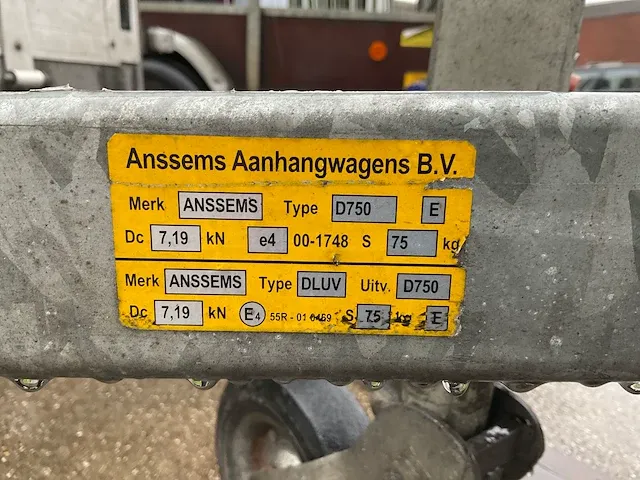 Anssems Aanhangwagens B.V.
Merk ANSSEMS Type D750 E
Dc 7,19 kN e4 00-1748 S 75 kg
Merk ANSSEMS Type DLUV Uitv. D750
Dc 7,19 kN E4 55R - 01 0469 S 75 kg E